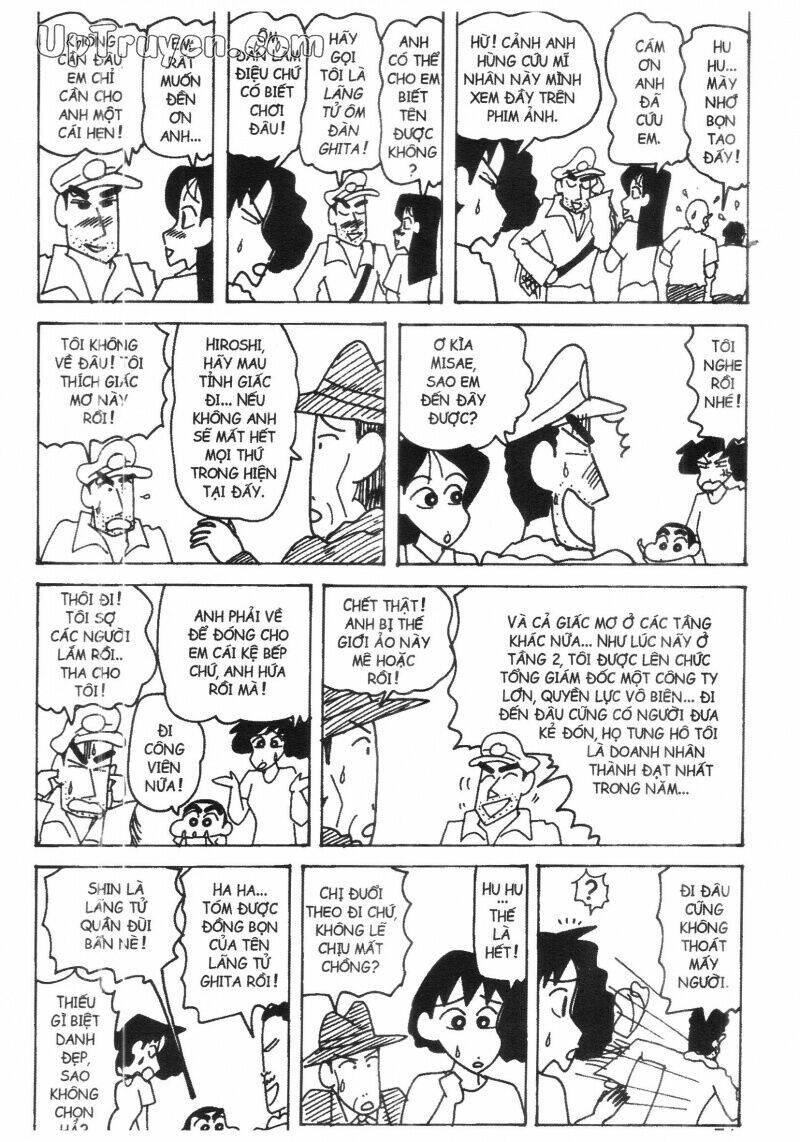 HU
HU...
MÀY
NHỚ
BỌN
TAO
ĐẤY!
CÁM
ƠN
ANH
ĐÃ
CỨU
EM.
HỪ! CẢNH ANH
HÙNG CỨU MĨ
NHÂN NÀY MÌNH
XEM ĐẦY TRÊN
PHIM ẢNH.
ANH
CÓ THỂ
CHO EM
BIẾT
TÊN
ĐƯỢC
KHÔNG
?
HÃY
GỌI
TÔI LÀ
LÃNG
TỬ ÔM
ĐÀN
GHITA!
ÔM
ĐÀN LÀM
ĐIỆU CHỨ
CÓ BIẾT
CHƠI
ĐÂU!
EM
RẤT
MUỐN
ĐỀN
ƠN
ANH...
KHÔNG
CẦN ĐÂU
EM CHỈ
CẦN CHO
ANH MỘT
CÁI HEN!
TÔI
NGHE
RỒI
NHÉ!
Ơ KÌA
MISAE,
SAO EM
ĐẾN ĐÂY
ĐƯỢC?
HIROSHI,
HÃY MAU
TỈNH GIẤC
ĐI... NẾU
KHÔNG ANH
SẼ MẤT HẾT
MỌI THỨ
TRONG HIỆN
TẠI ĐẤY.
TÔI KHÔNG
VỀ ĐÂU! TÔI
THÍCH GIẤC
MƠ NÀY
RỒI!
VÀ CẢ GIẤC MƠ Ở CÁC TẦNG
KHÁC NỮA... NHƯ LÚC NÃY Ở
TẦNG 2, TÔI ĐƯỢC LÊN CHỨC
TỔNG GIÁM ĐỐC MỘT CÔNG TY
LỚN, QUYỀN LỰC VÔ BIÊN... ĐI
ĐẾN ĐÂU CŨNG CÓ NGƯỜI ĐƯA
KẺ ĐÓN, HỌ TUNG HÔ TÔI
LÀ DOANH NHÂN
THÀNH ĐẠT NHẤT
TRONG NĂM...
CHẾT THẬT!
ANH BỊ THẾ
GIỚI ẢO NÀY
MÊ HOẶC
RỒI!
ANH PHẢI VỀ
ĐỂ ĐÓNG CHO
EM CÁI KỆ BẾP
CHỨ, ANH HỨA
RỒI MÀ!
ĐI
CÔNG
VIÊN
NỮA!
THÔI ĐI!
TÔI SỢ
CÁC NGƯỜI
LẮM RỒI..
THA CHO
TÔI!
ĐI ĐÂU
CŨNG
KHÔNG
THOÁT
MẤY
NGƯỜI.
?
HU HU
... THẾ
LÀ
HẾT!
CHỊ ĐUỔI
THEO ĐI CHỨ,
KHÔNG LẼ
CHỊU MẤT
CHỒNG?
HA HA...
TÓM ĐƯỢC
ĐỒNG BỌN
CỦA TÊN
LÃNG TỬ
GHITA RỒI!
SHIN LÀ
LÃNG TỬ
QUẦN ĐÙI
BẨN NÈ!
THIẾU
GÌ BIỆT
DANH
ĐẸP,
SAO
KHÔNG
CHỌN
HẢ?